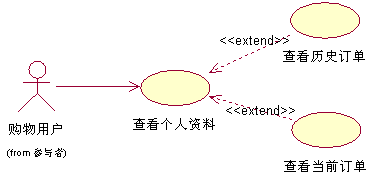 <<extend>>
查看历史订单
购物用户
(from 参与者)
查看个人资料
<<extend>>
查看当前订单